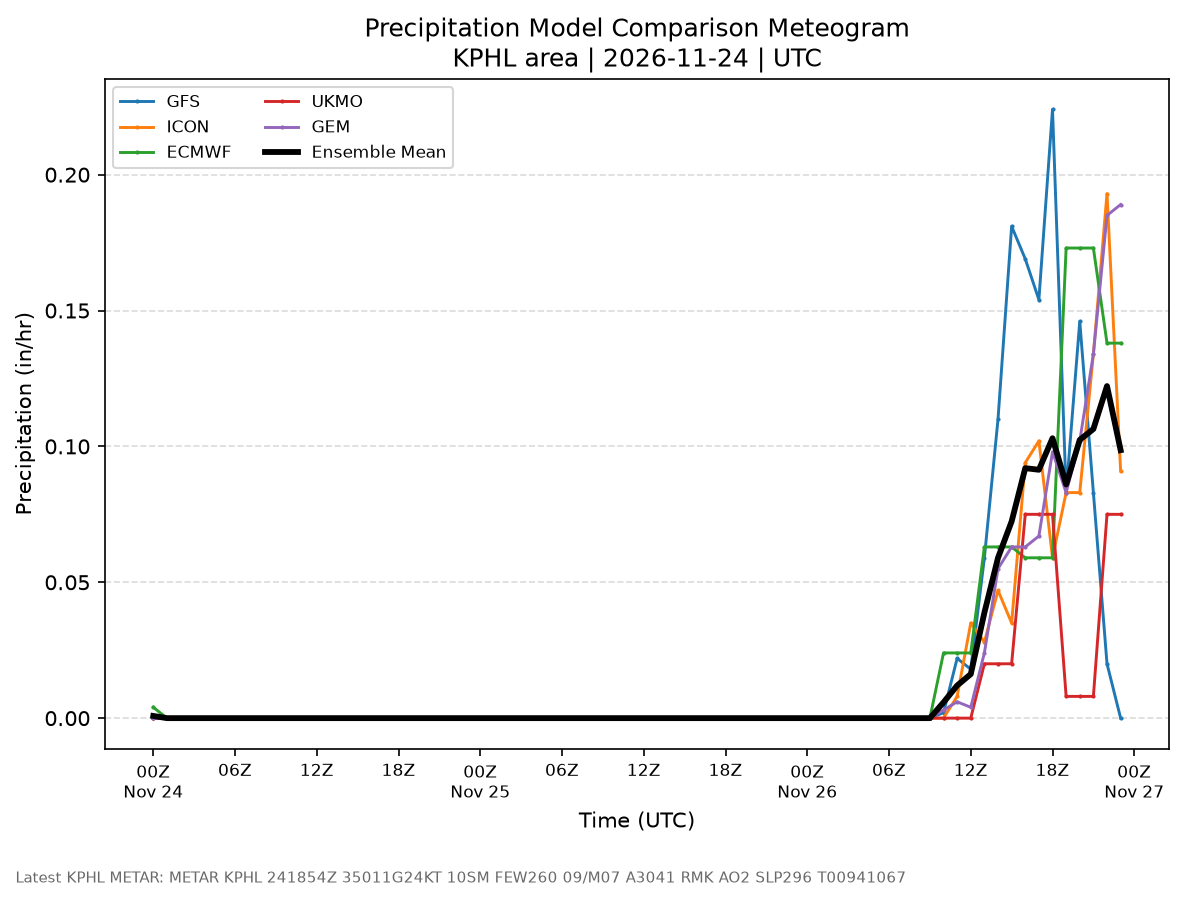 Precipitation Model Comparison Meteogram
KPHL area | 2026-11-24 | UTC
GFS
ICON
ECMWF
UKMO
GEM
Ensemble Mean
Precipitation (in/hr)
0.20
0.15
0.10
0.05
0.00
00Z 06Z 12Z 18Z 00Z 06Z 12Z 18Z 00Z 06Z 12Z 18Z 00Z
Nov 24 Nov 25 Nov 26 Nov 27
Time (UTC)
Latest KPHL METAR: METAR KPHL 241854Z 35011G24KT 10SM FEW260 09/M07 A3041 RMK AO2 SLP296 T00941067